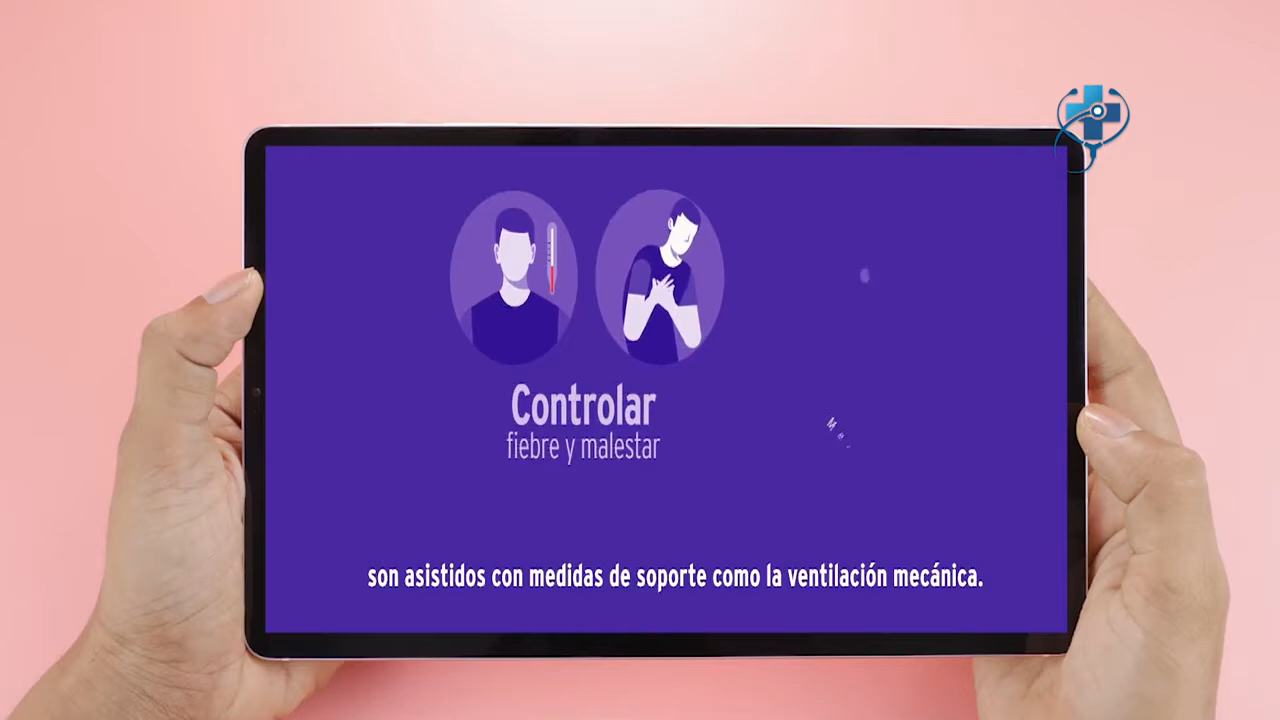 Controlar
fiebre y malestar
son asistidos con medidas de soporte como la ventilación mecánica.